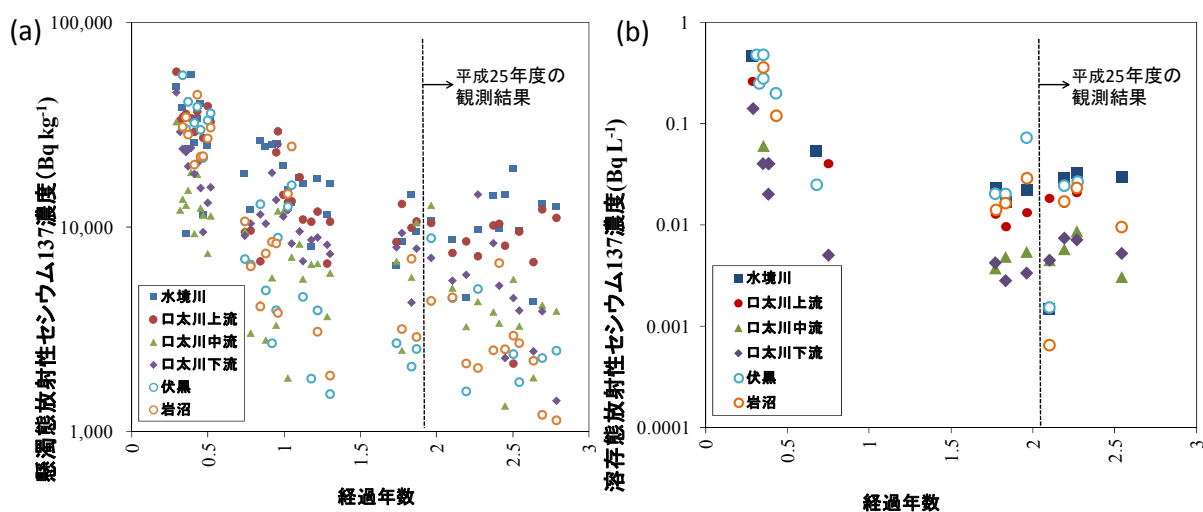 (a)
懸濁態放射性セシウム137濃度(Bq kg-1)
100,000
10,000
1,000
平成25年度の
観測結果
水境川
口太川上流
口太川中流
口太川下流
伏黒
岩沼
0
0.5
1
1.5
2
2.5
3
経過年数
(b)
溶存態放射性セシウム137濃度(Bq L-1)
1
0.1
0.01
0.001
0.0001
平成25年度の
観測結果
水境川
口太川上流
口太川中流
口太川下流
伏黒
岩沼
0
0.5
1
1.5
2
2.5
3
経過年数